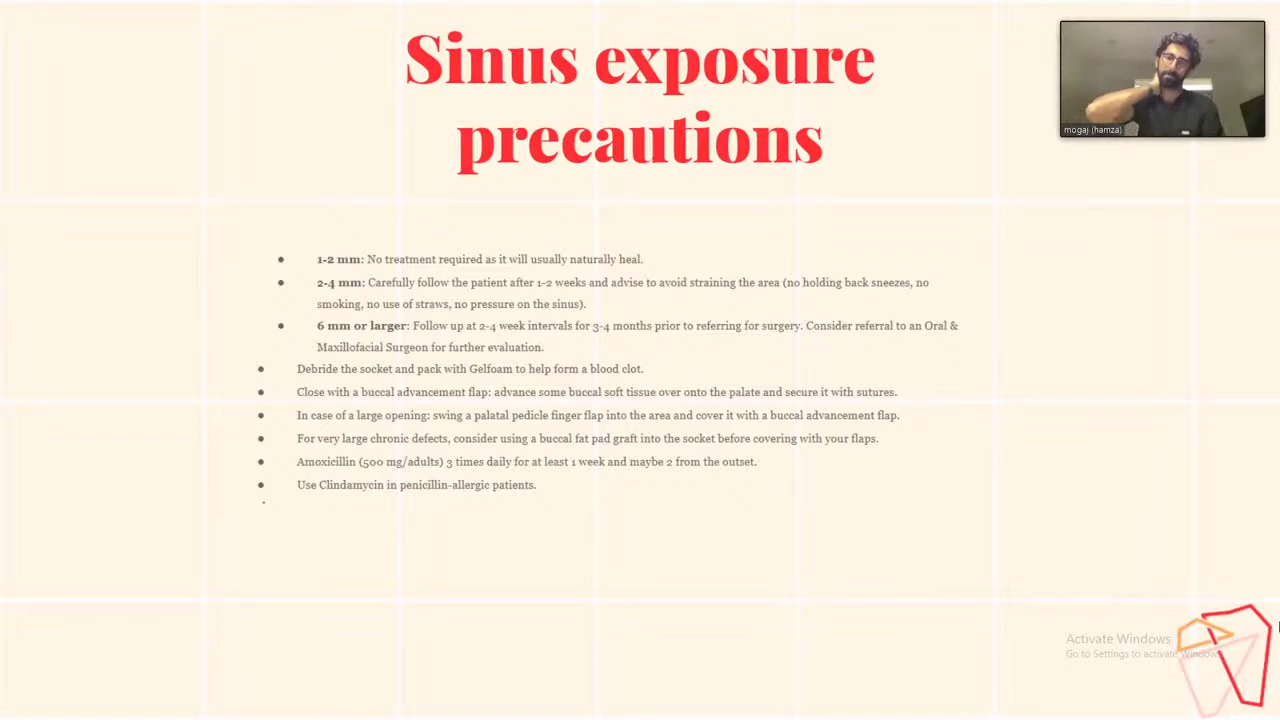 Sinus exposure
precautions
mogaj (hamza)
• 1-2 mm: No treatment required as it will usually naturally heal.
• 2-4 mm: Carefully follow the patient after 1-2 weeks and advise to avoid straining the area (no holding back sneezes, no
smoking, no use of straws, no pressure on the sinus).
• 6 mm or larger: Follow up at 2-4 week intervals for 3-4 months prior to referring for surgery. Consider referral to an Oral &
Maxillofacial Surgeon for further evaluation.
• Debride the socket and pack with Gelfoam to help form a blood clot.
• Close with a buccal advancement flap: advance some buccal soft tissue over onto the palate and secure it with sutures.
• In case of a large opening: swing a palatal pedicle finger flap into the area and cover it with a buccal advancement flap.
• For very large chronic defects, consider using a buccal fat pad graft into the socket before covering with your flaps.
• Amoxicillin (500 mg/adults) 3 times daily for at least 1 week and maybe 2 from the outset.
• Use Clindamycin in penicillin-allergic patients.
Activate Windows
Go to Settings to activate Windows.